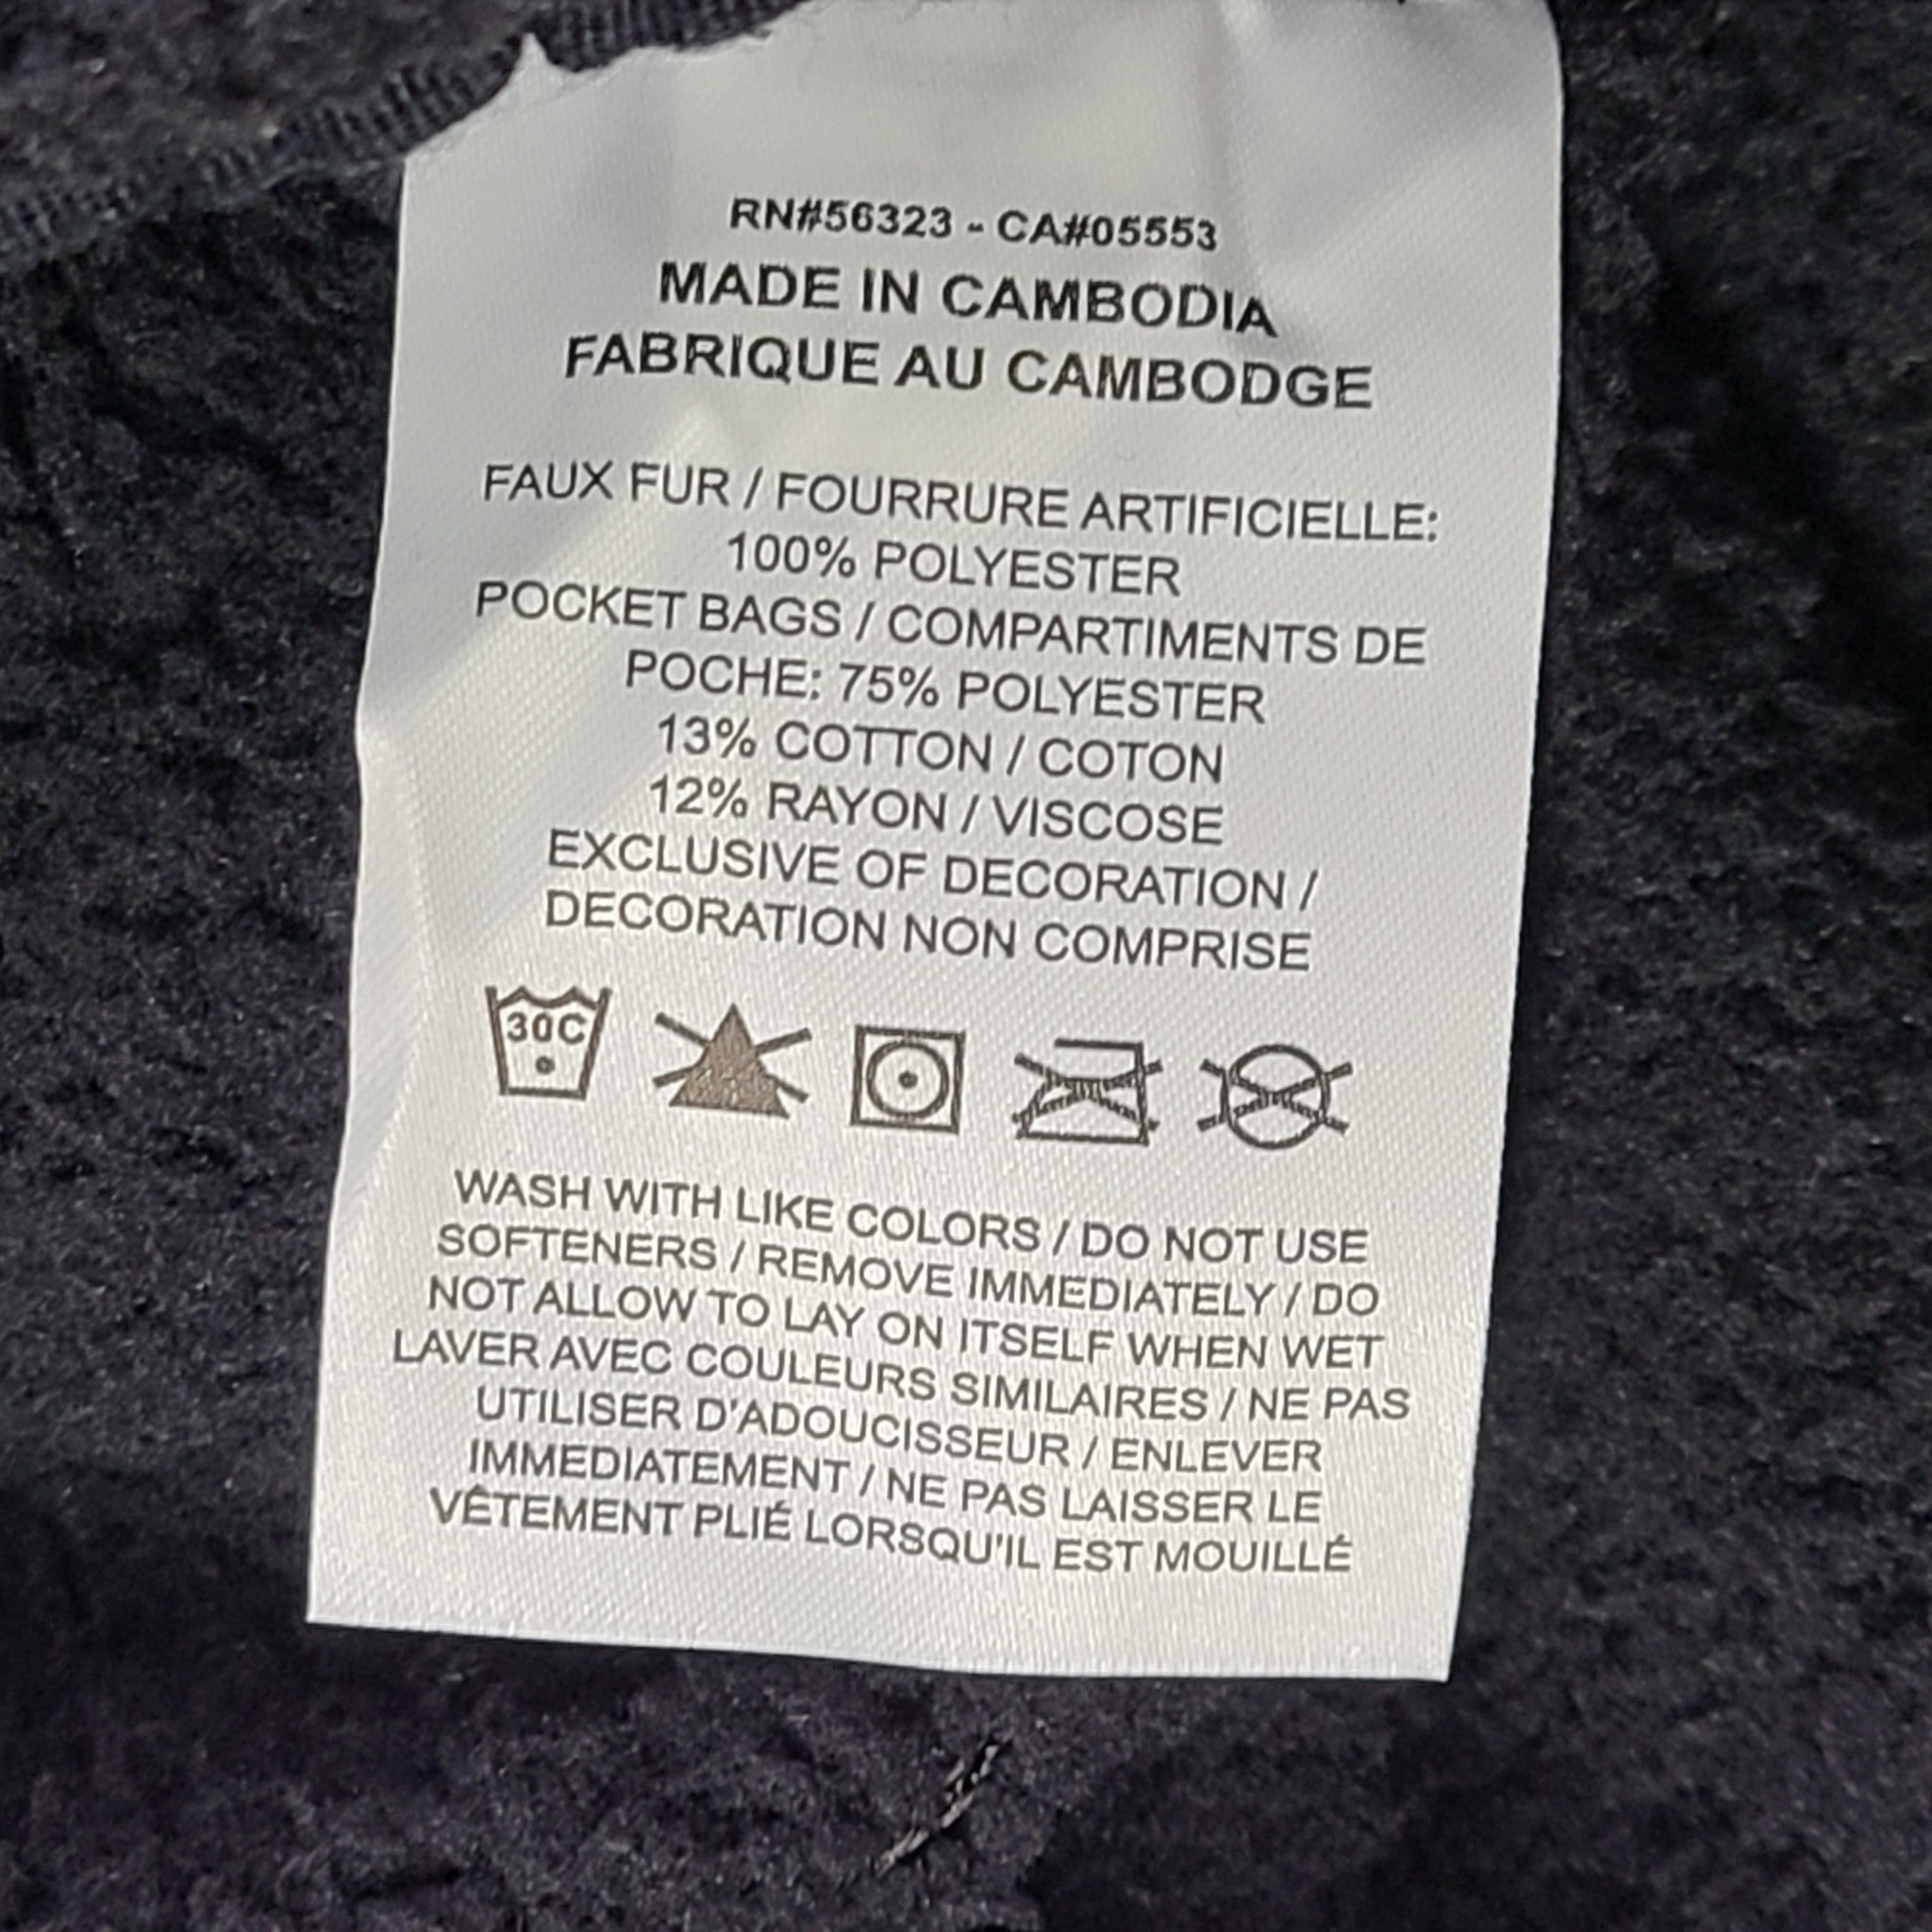 RN#56323 - CA#05553
MADE IN CAMBODIA
FABRIQUE AU CAMBODGE
FAUX FUR / FOURRURE ARTIFICIELLE:
100% POLYESTER
POCKET BAGS / COMPARTIMENTS DE
POCHE: 75% POLYESTER
13% COTTON / COTON
12% RAYON / VISCOSE
EXCLUSIVE OF DECORATION /
DECORATION NON COMPRISE
30C
WASH WITH LIKE COLORS / DO NOT USE
SOFTENERS / REMOVE IMMEDIATELY / DO
NOT ALLOW TO LAY ON ITSELF WHEN WET
LAVER AVEC COULEURS SIMILAIRES / NE PAS
UTILISER D'ADOUCISSEUR / ENLEVER
IMMEDIATEMENT / NE PAS LAISSER LE
VÊTEMENT PLIÉ LORSQU'IL EST MOUILLÉ